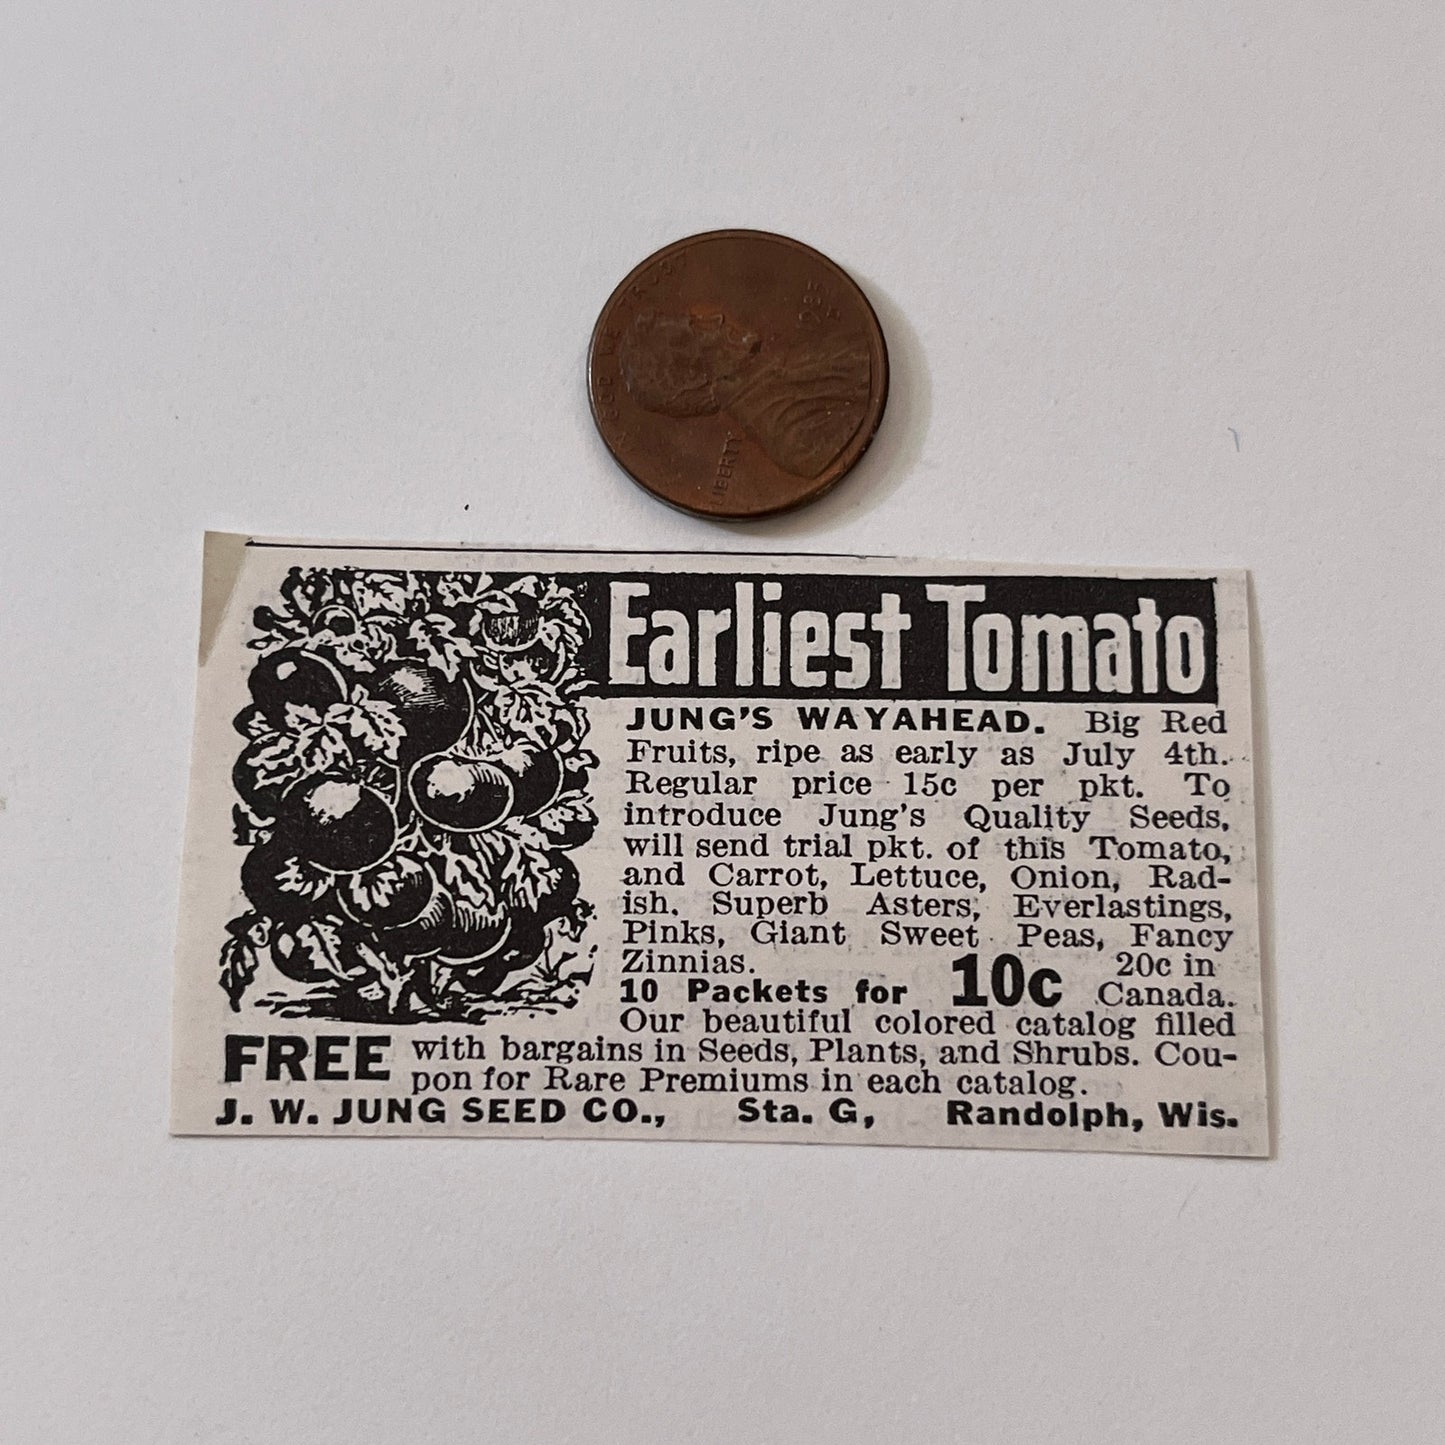 IN GOD WE TRUST
LIBERTY
Earliest Tomato
JUNG'S WAYAHEAD. Big Red
Fruits, ripe as early as July 4th.
Regular price 15c per pkt. To
introduce Jung's Quality Seeds,
will send trial pkt. of this Tomato,
and Carrot, Lettuce, Onion, Rad-
ish, Superb Asters, Everlastings,
Pinks, Giant Sweet Peas, Fancy
Zinnias.
10 Packets for 10c 20c in Canada.
Our beautiful colored catalog filled
FREE with bargains in Seeds, Plants, and Shrubs. Cou-
pon for Rare Premiums in each catalog.
J. W. JUNG SEED CO., Sta. G, Randolph, Wis.